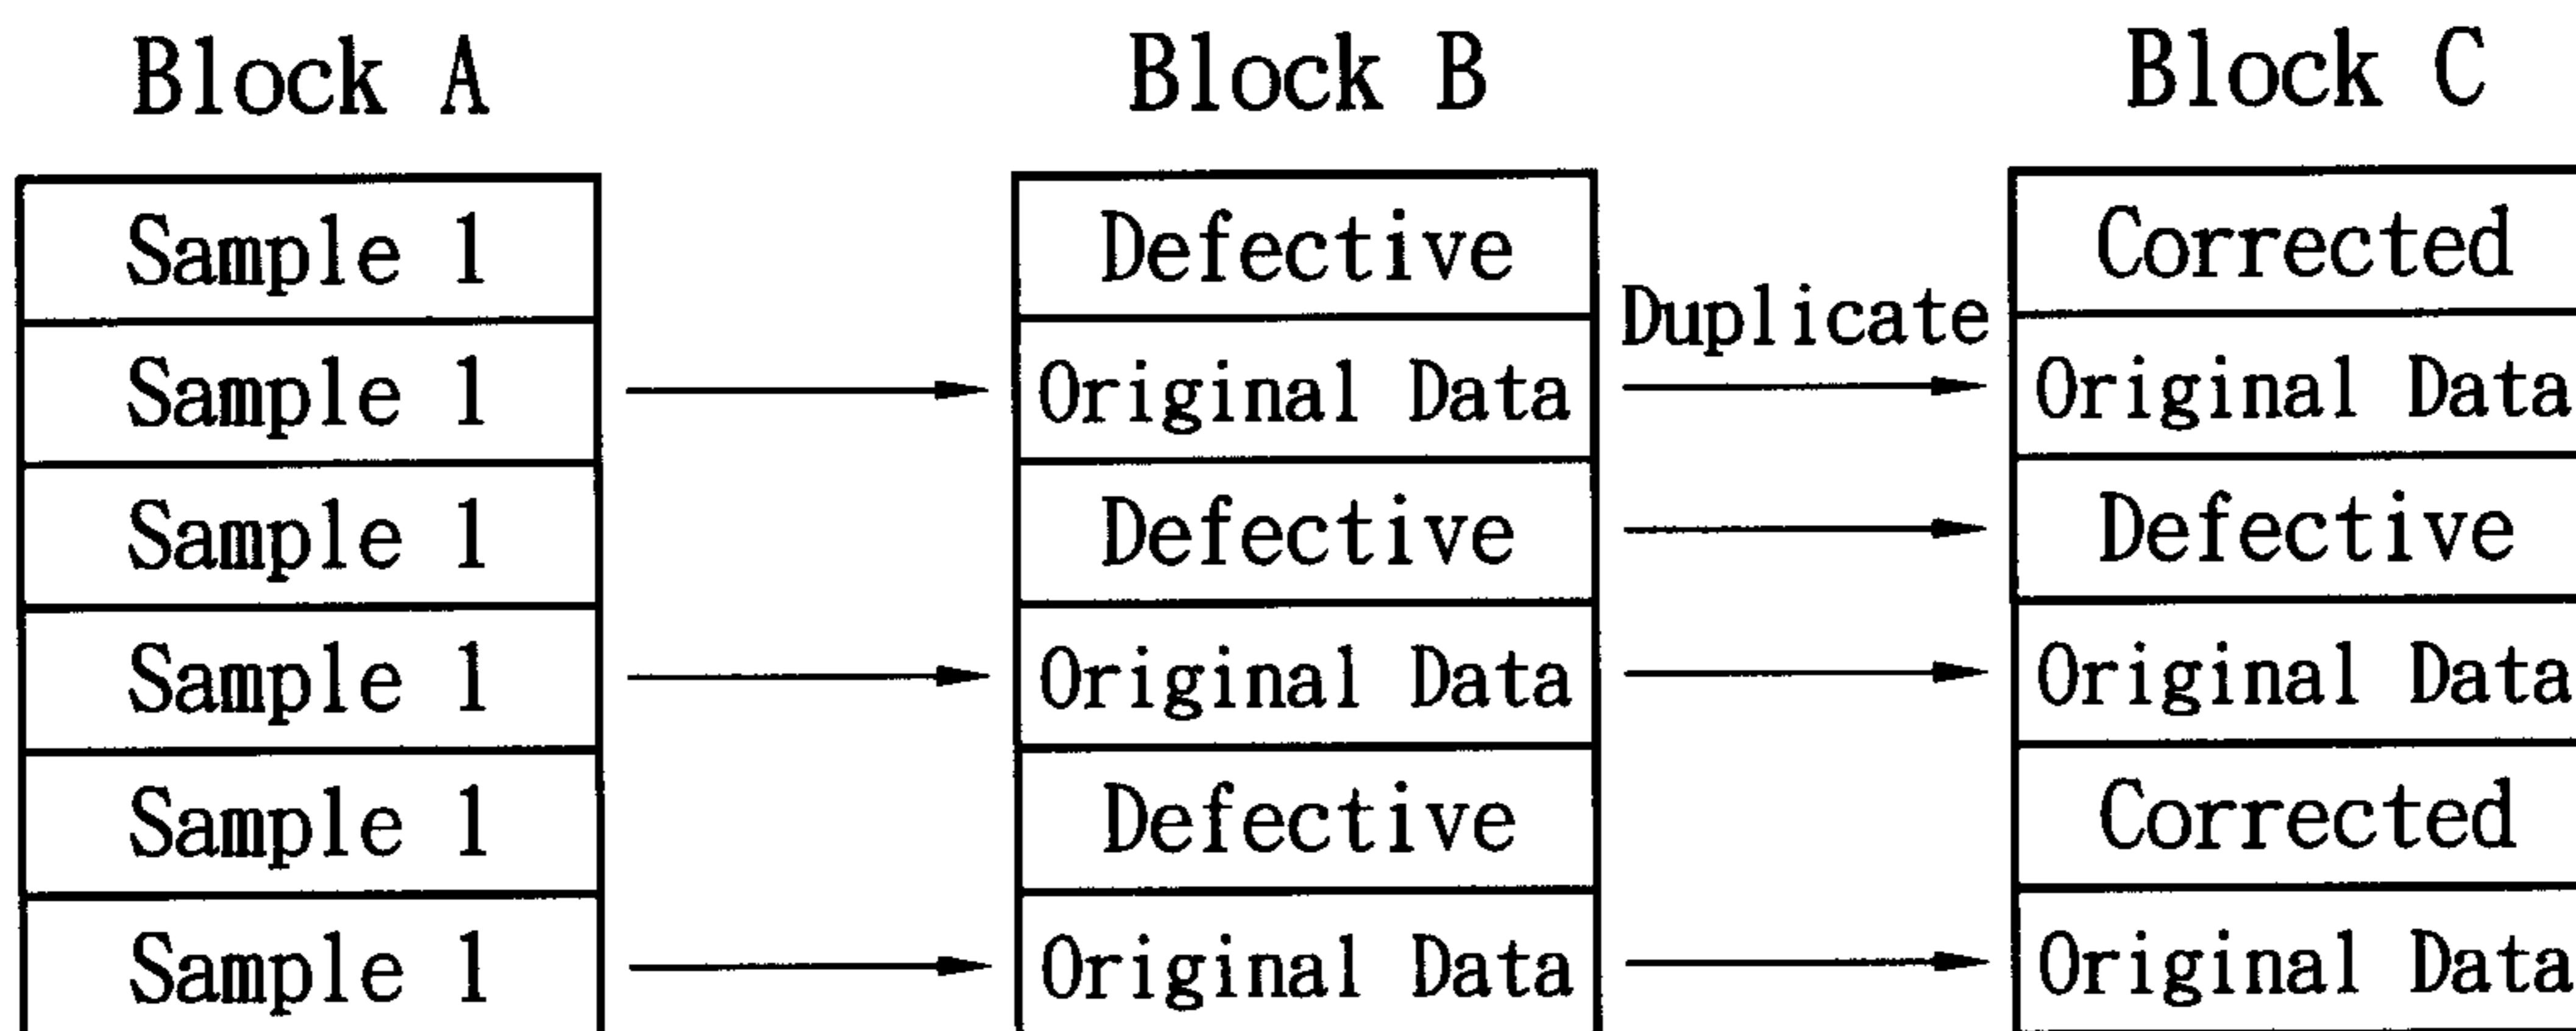 Block A Block B Block C
Sample 1 Defective Corrected
Duplicate
Sample 1 Original Data Original Data
Sample 1 Defective Defective
Sample 1 Original Data Original Data
Sample 1 Defective Corrected
Sample 1 Original Data Original Data